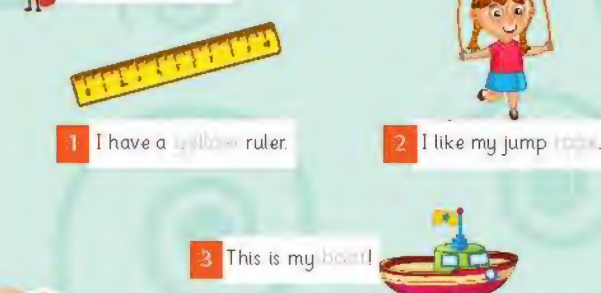 1 I have a yellow ruler.
2 I like my jump rope.
3 This is my boat!